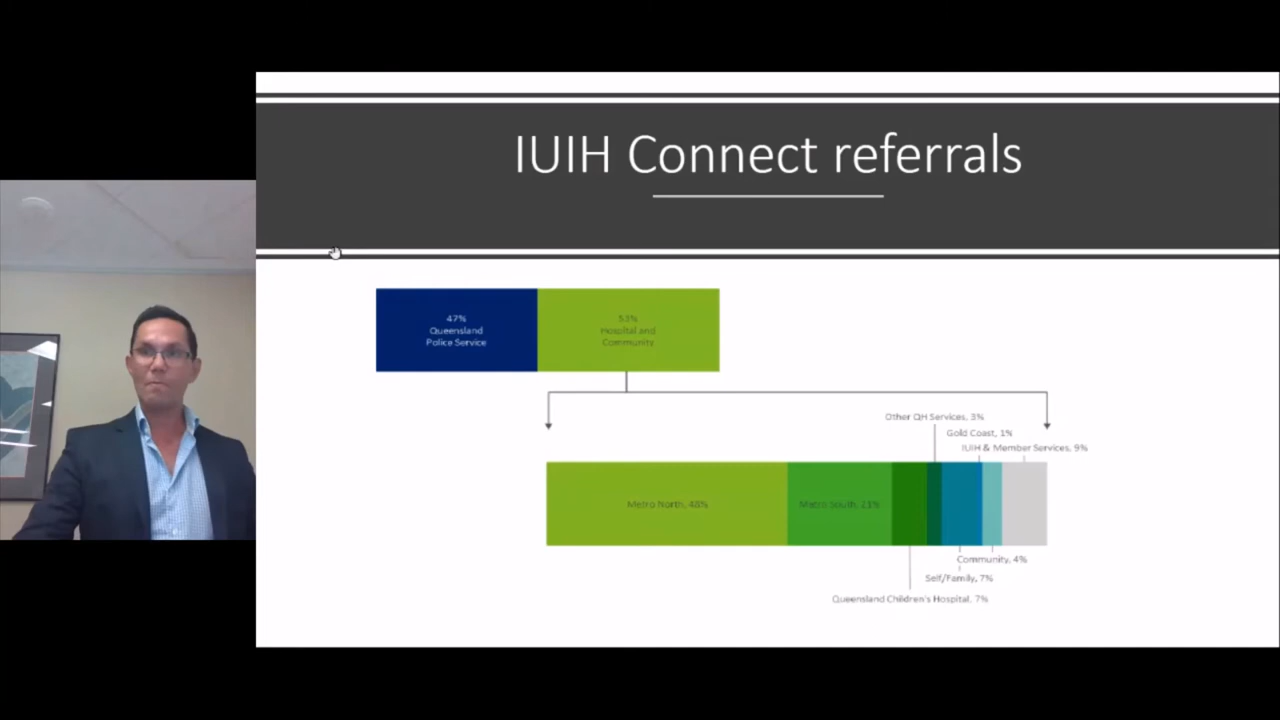 IUIH Connect referrals
47%
Queensland
Police Service
53%
Hospital and
Community
Other QH Services, 3%
Gold Coast, 1%
IUIH & Member Services, 9%
Metro North, 48%
Metro South, 21%
Community, 4%
Self/Family, 7%
Queensland Children's Hospital, 7%